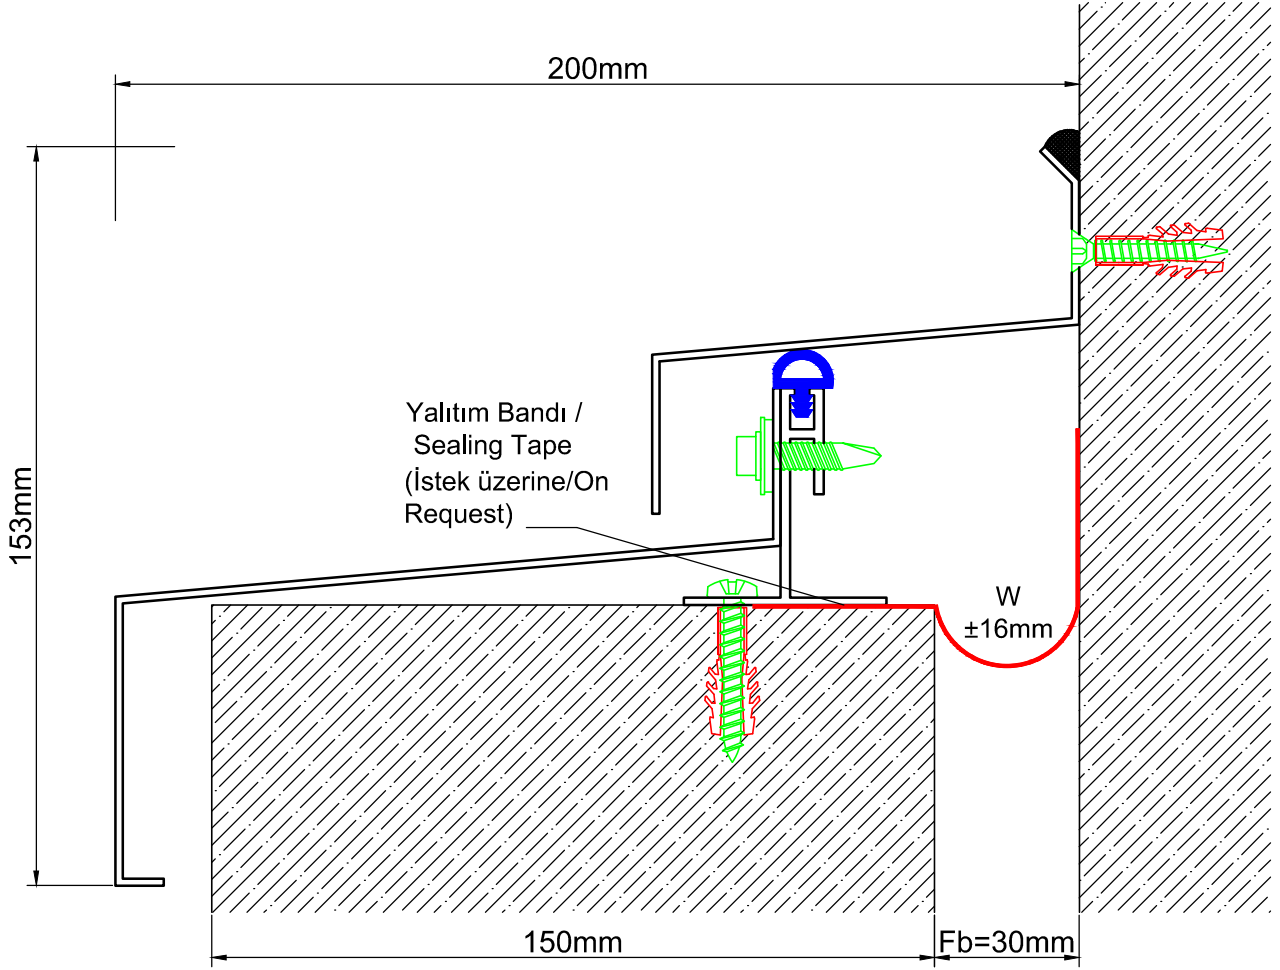 200mm
Yalıtım Bandı /
Sealing Tape
(İstek üzerine/On
Request)
153mm
W
±16mm
150mm
Fb=30mm